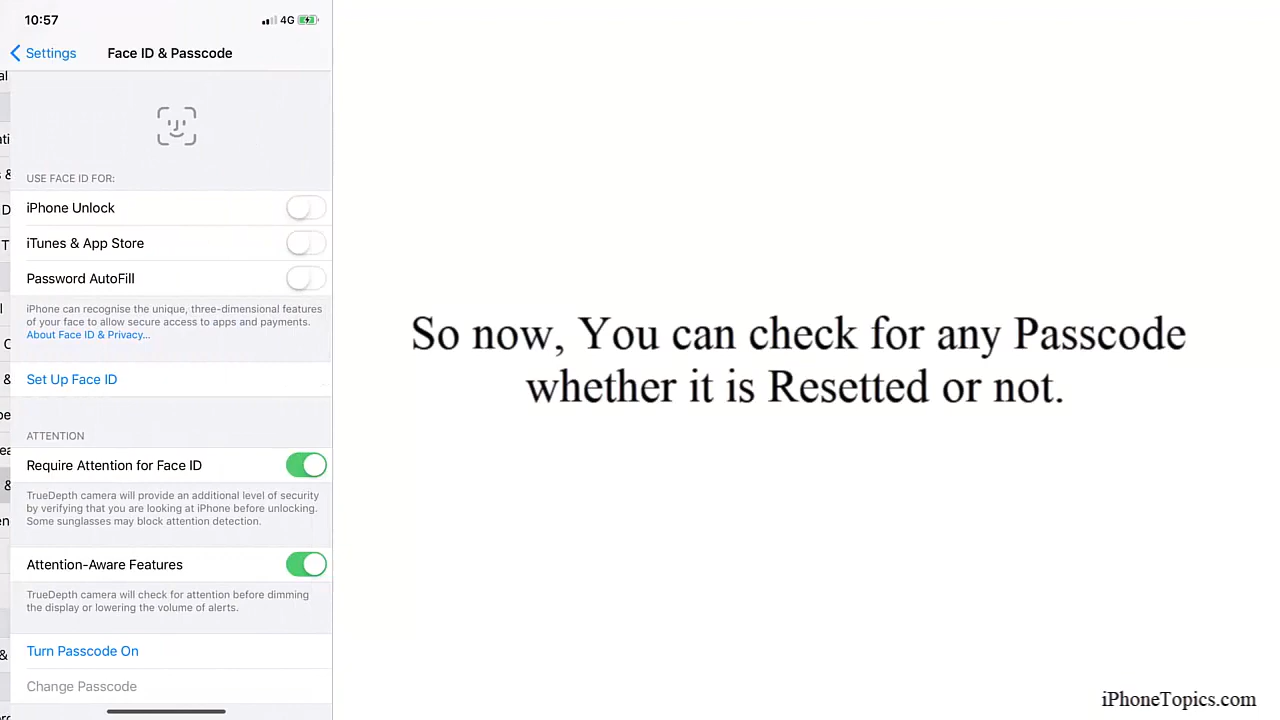 10:57
4G
Settings
Face ID & Passcode
al
ati
s &
D
T
l
C
&
pe
ea
&
en
&
USE FACE ID FOR:
iPhone Unlock
iTunes & App Store
Password AutoFill
iPhone can recognise the unique, three-dimensional features
of your face to allow secure access to apps and payments.
About Face ID & Privacy...
Set Up Face ID
ATTENTION
Require Attention for Face ID
TrueDepth camera will provide an additional level of security
by verifying that you are looking at iPhone before unlocking.
Some sunglasses may block attention detection.
Attention-Aware Features
TrueDepth camera will check for attention before dimming
the display or lowering the volume of alerts.
Turn Passcode On
Change Passcode
So now, You can check for any Passcode
whether it is Resetted or not.
iPhoneTopics.com